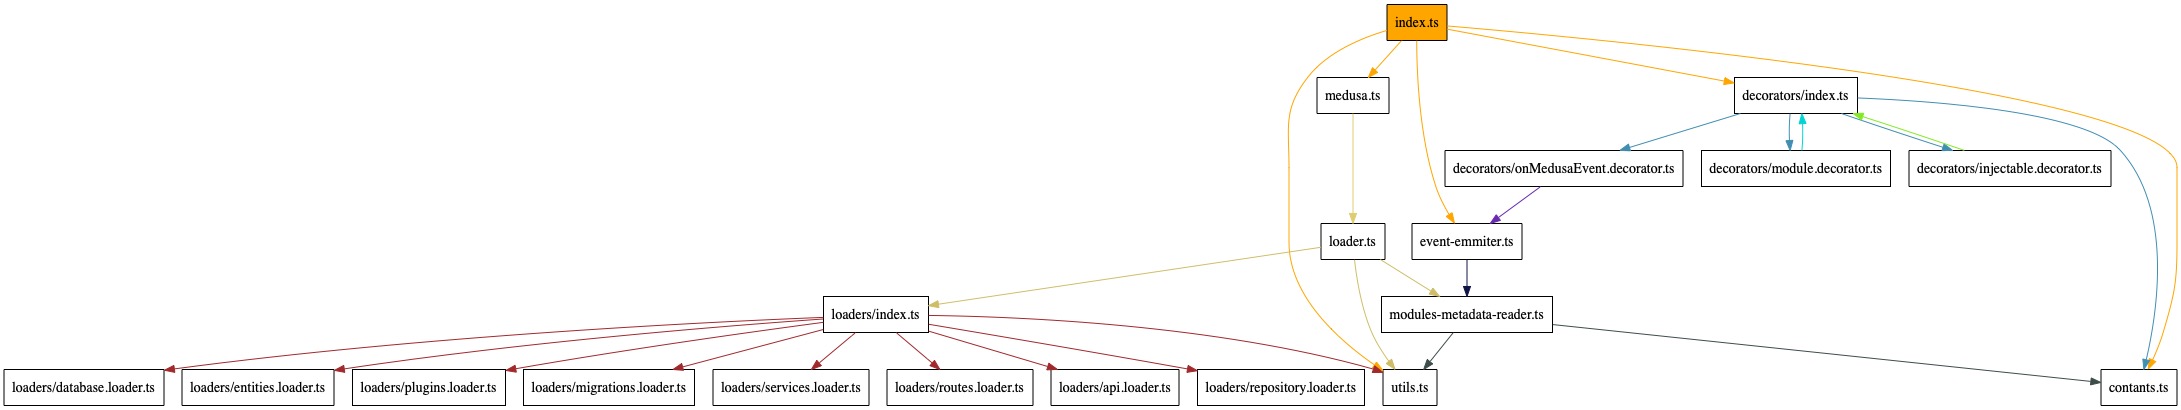 index.ts
medusa.ts
decorators/index.ts
decorators/onMedusaEvent.decorator.ts
decorators/module.decorator.ts
decorators/injectable.decorator.ts
loader.ts
event-emmiter.ts
loaders/index.ts
modules-metadata-reader.ts
loaders/database.loader.ts
loaders/entities.loader.ts
loaders/plugins.loader.ts
loaders/migrations.loader.ts
loaders/services.loader.ts
loaders/routes.loader.ts
loaders/api.loader.ts
loaders/repository.loader.ts
utils.ts
contants.ts